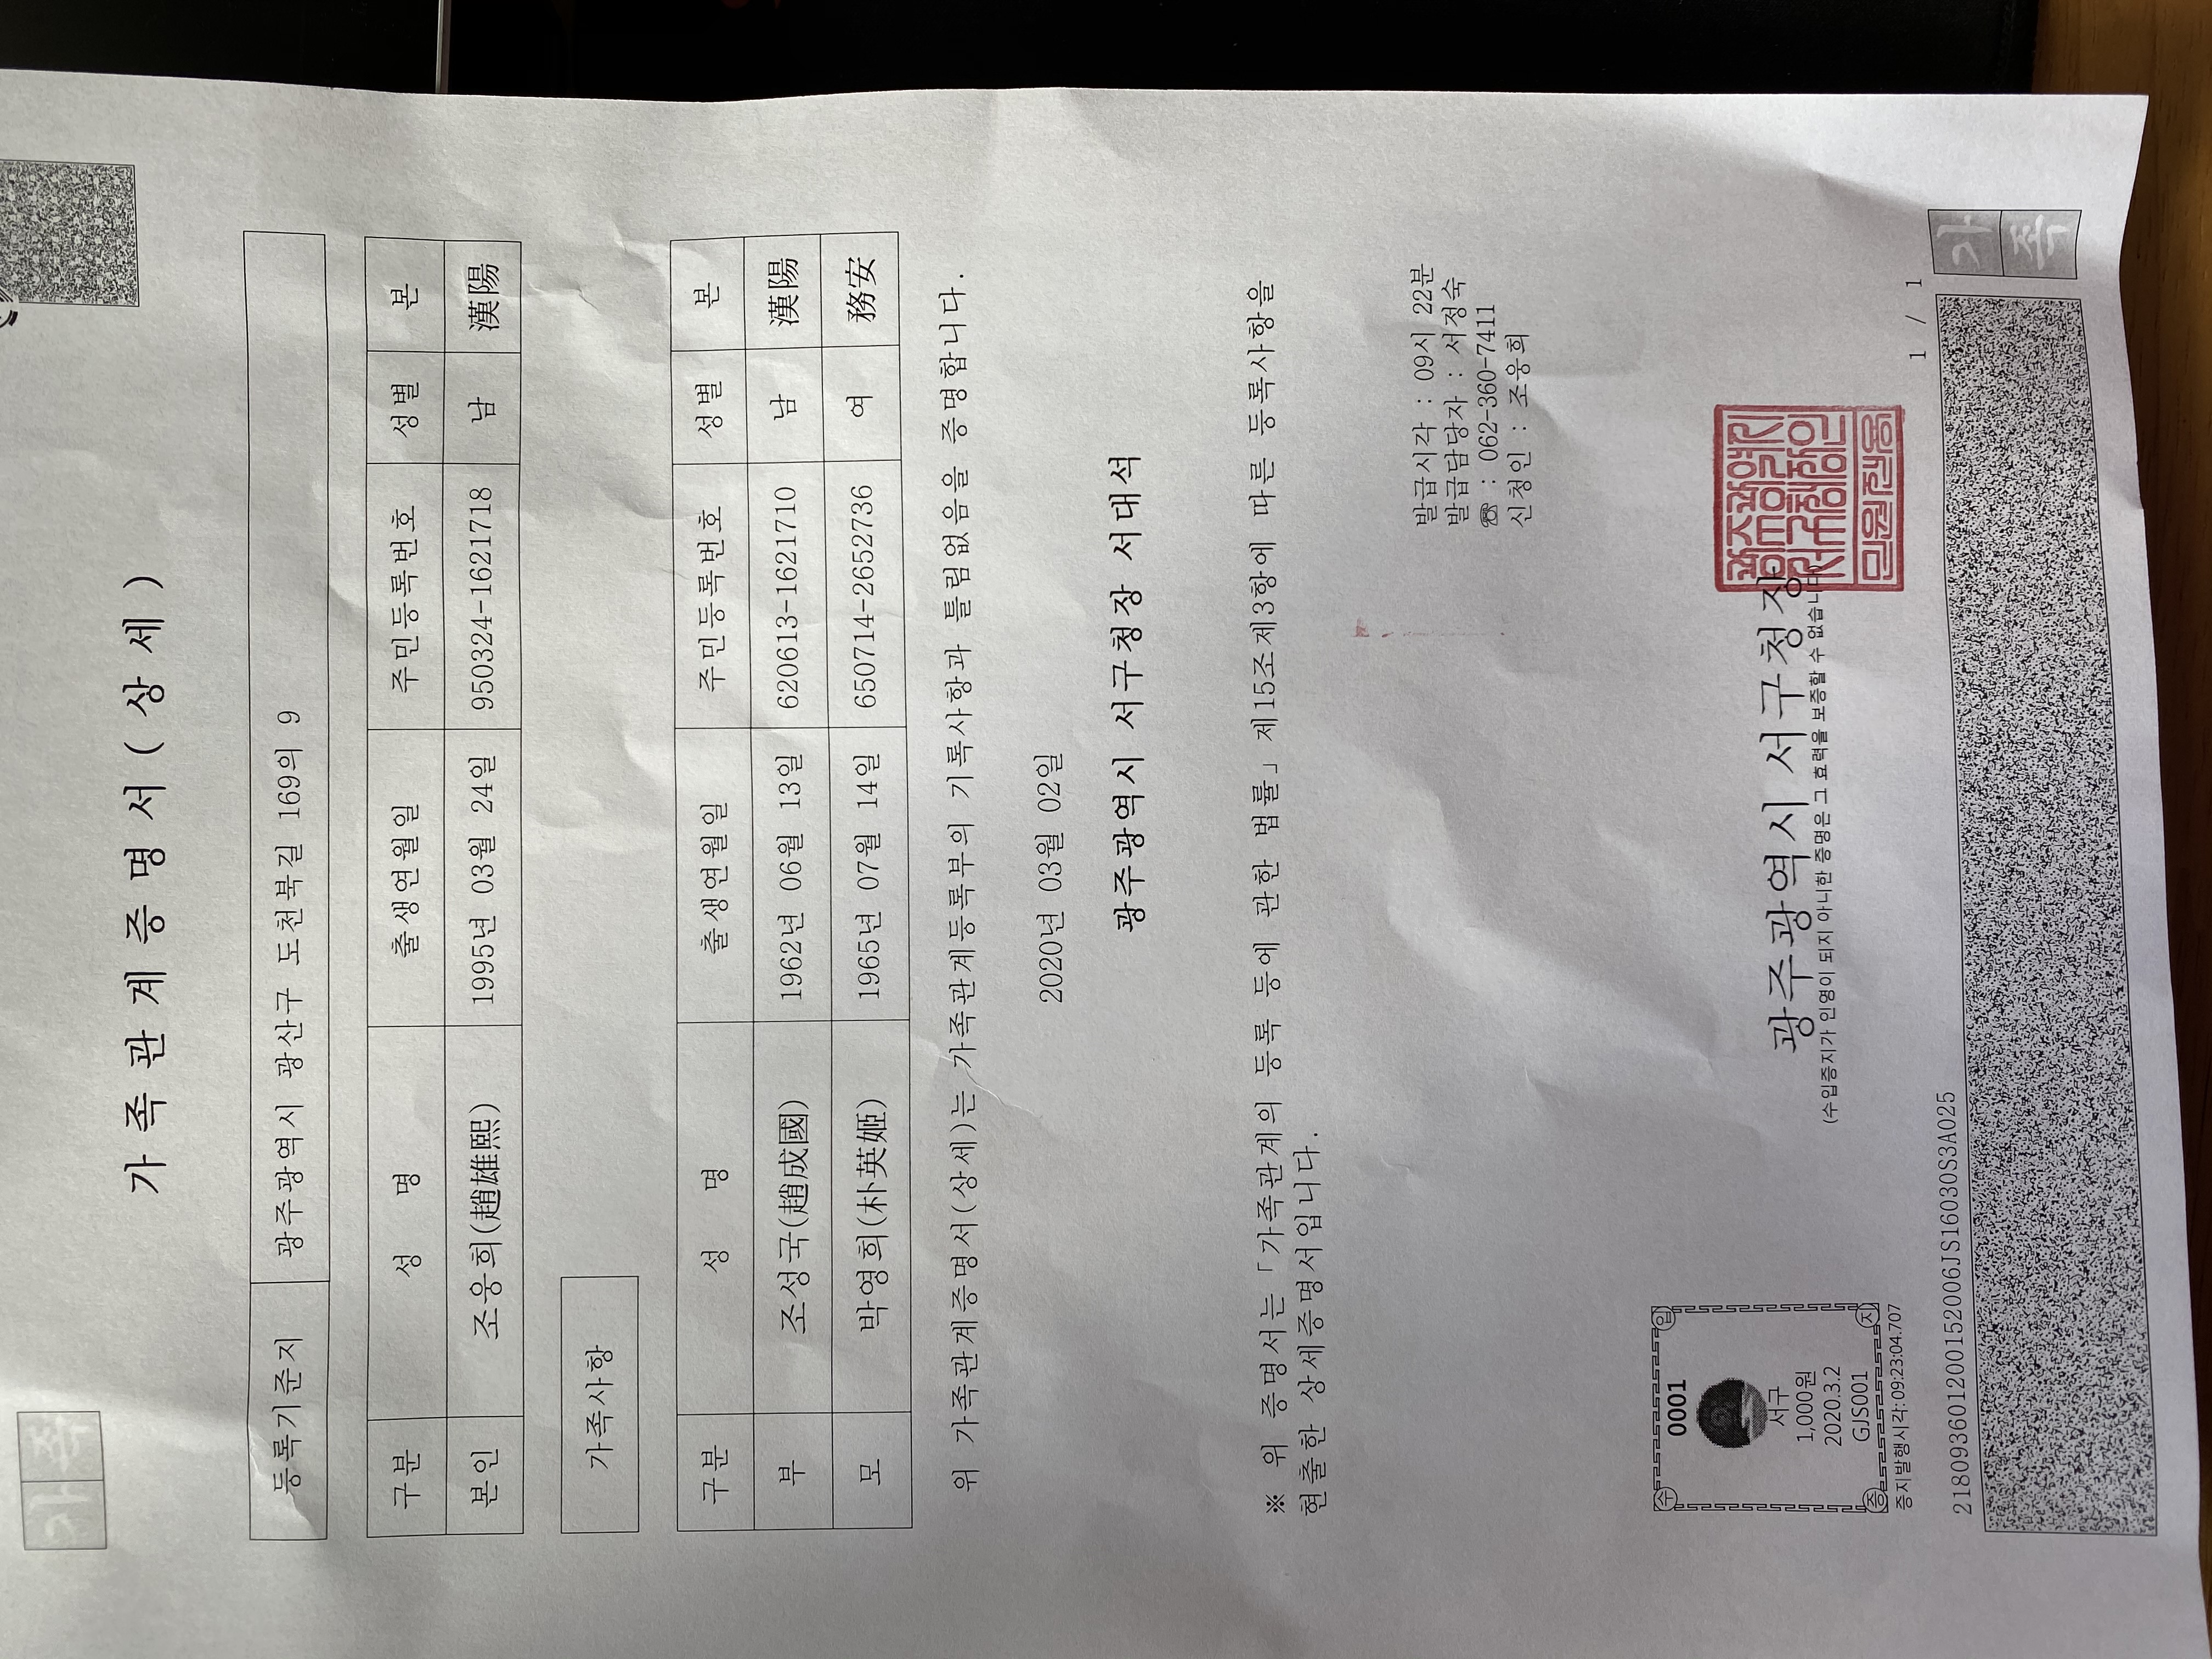 가족
가족관계증명서(상세)
등록기준지 광주광역시 광산구 도천북길 169의 9
구분 성 명 출생연월일 주민등록번호 성별 본
본인 조웅희(趙雄熙) 1995년 03월 24일 950324-1621718 남 漢陽
가족사항
구분 성 명 출생연월일 주민등록번호 성별 본
부 조성국(趙成國) 1962년 06월 13일 620613-1621710 남 漢陽
모 박영희(朴英姬) 1965년 07월 14일 650714-2652736 여 務安
위 가족관계증명서(상세)는 가족관계등록부의 기록사항과 틀림없음을 증명합니다.
2020년 03월 02일
광주광역시 서구청장 서대석
※ 위 증명서는「가족관계의 등록 등에 관한 법률」제15조제3항에 따른 등록사항을
현출한 상세증명서입니다.
발급시각 : 09시 22분
발급담당자 : 서정숙
☏ : 062-360-7411
신청인 : 조웅희
수입
0001
서구
1,000원
2020.3.2
GJS001
증지
증지발행시각:09:23:04.707
광주광역시 서구청장
(수입증지가 인영이 되지 아니한 증명은 그 효력을 보증할 수 없습니다)
광주광역시
서구청장인
민원전용
1 / 1
218093601200152006JS16030S3A025
가족